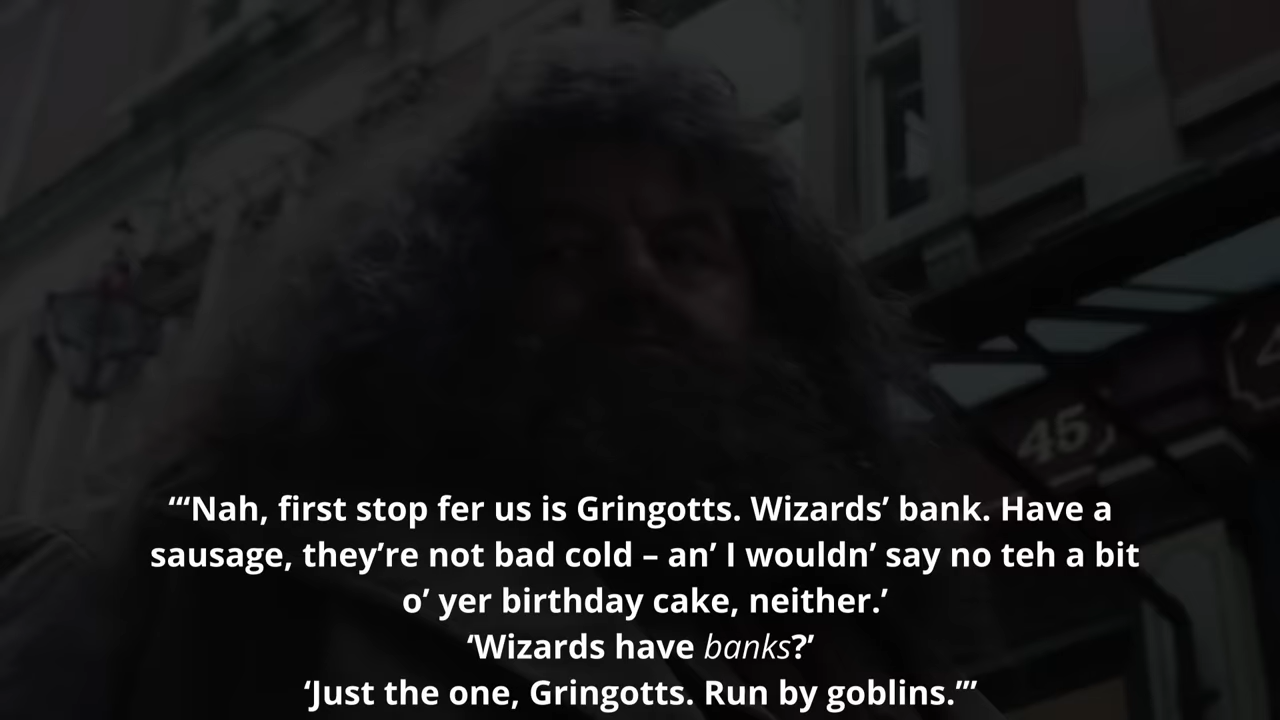 “‘Nah, first stop fer us is Gringotts. Wizards’ bank. Have a
sausage, they’re not bad cold – an’ I wouldn’ say no teh a bit
o’ yer birthday cake, neither.’
‘Wizards have banks?’
‘Just the one, Gringotts. Run by goblins.’”
45